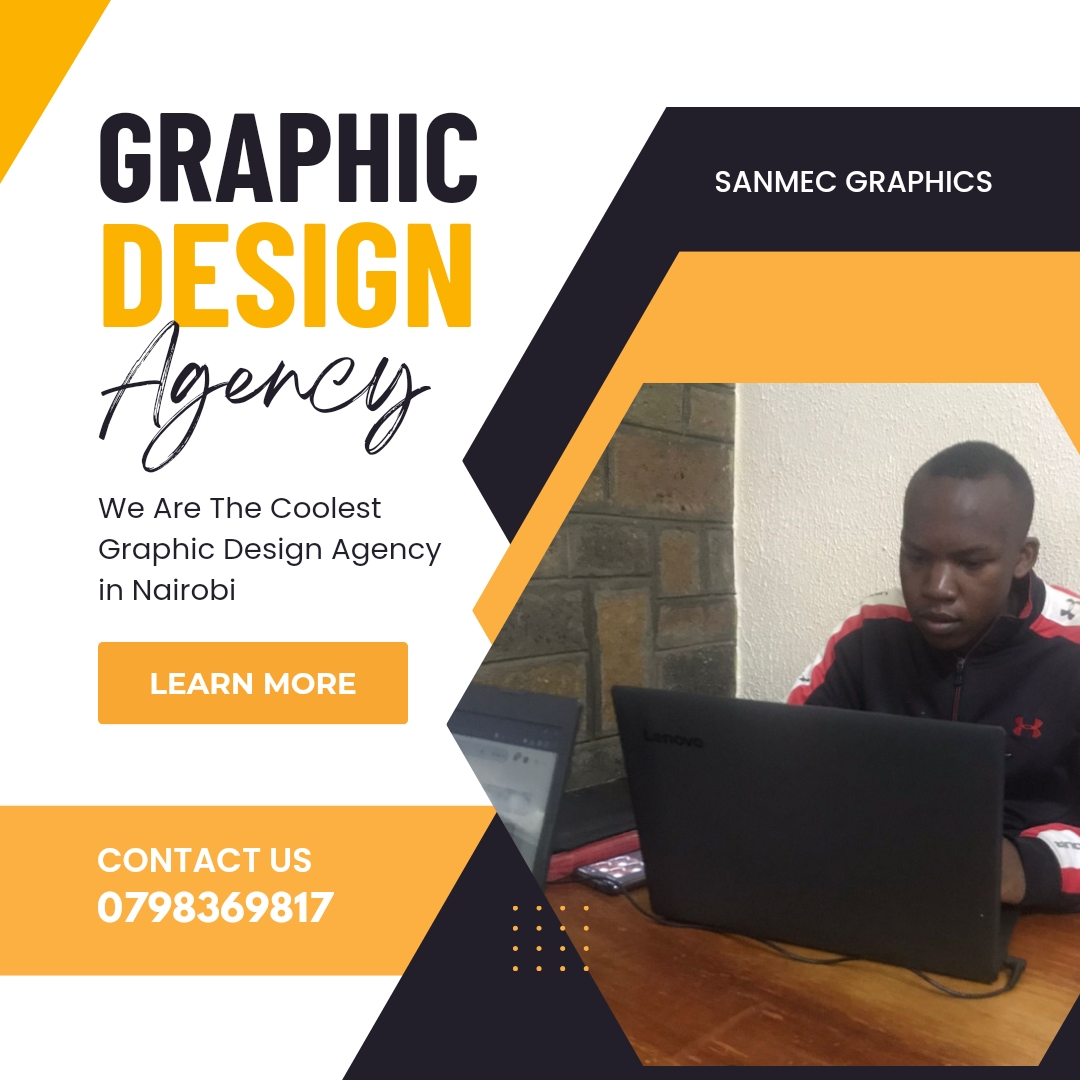 GRAPHIC
DESIGN
Agency
We Are The Coolest
Graphic Design Agency
in Nairobi
LEARN MORE
CONTACT US
0798369817
SANMEC GRAPHICS
Lenovo